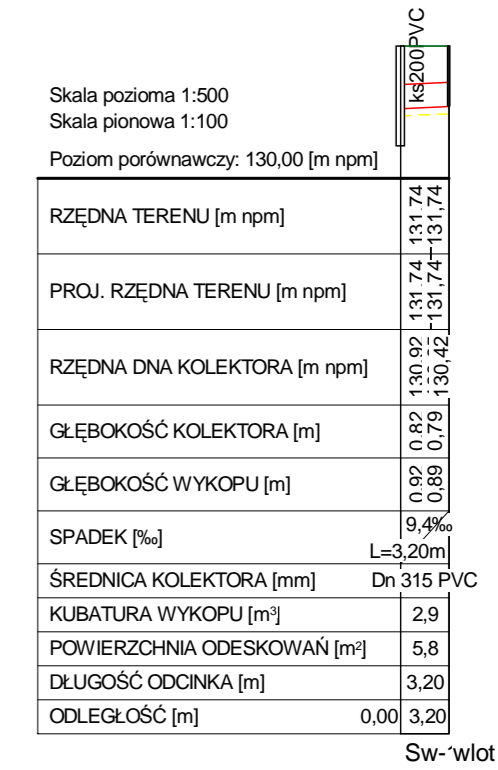 ks200PVC
Skala pozioma 1:500
Skala pionowa 1:100
Poziom porównawczy: 130,00 [m npm]
RZĘDNA TERENU [m npm] 131,74 131,74
PROJ. RZĘDNA TERENU [m npm] 131,74 131,74
RZĘDNA DNA KOLEKTORA [m npm] 130,92 130,42
GŁĘBOKOŚĆ KOLEKTORA [m] 0,82 0,79
GŁĘBOKOŚĆ WYKOPU [m] 0,92 0,89
SPADEK [‰] 9,4‰
L=3,20m
ŚREDNICA KOLEKTORA [mm] Dn 315 PVC
KUBATURA WYKOPU [m³] 2,9
POWIERZCHNIA ODESKOWAŃ [m²] 5,8
DŁUGOŚĆ ODCINKA [m] 3,20
ODLEGŁOŚĆ [m] 0,00 3,20
wlot